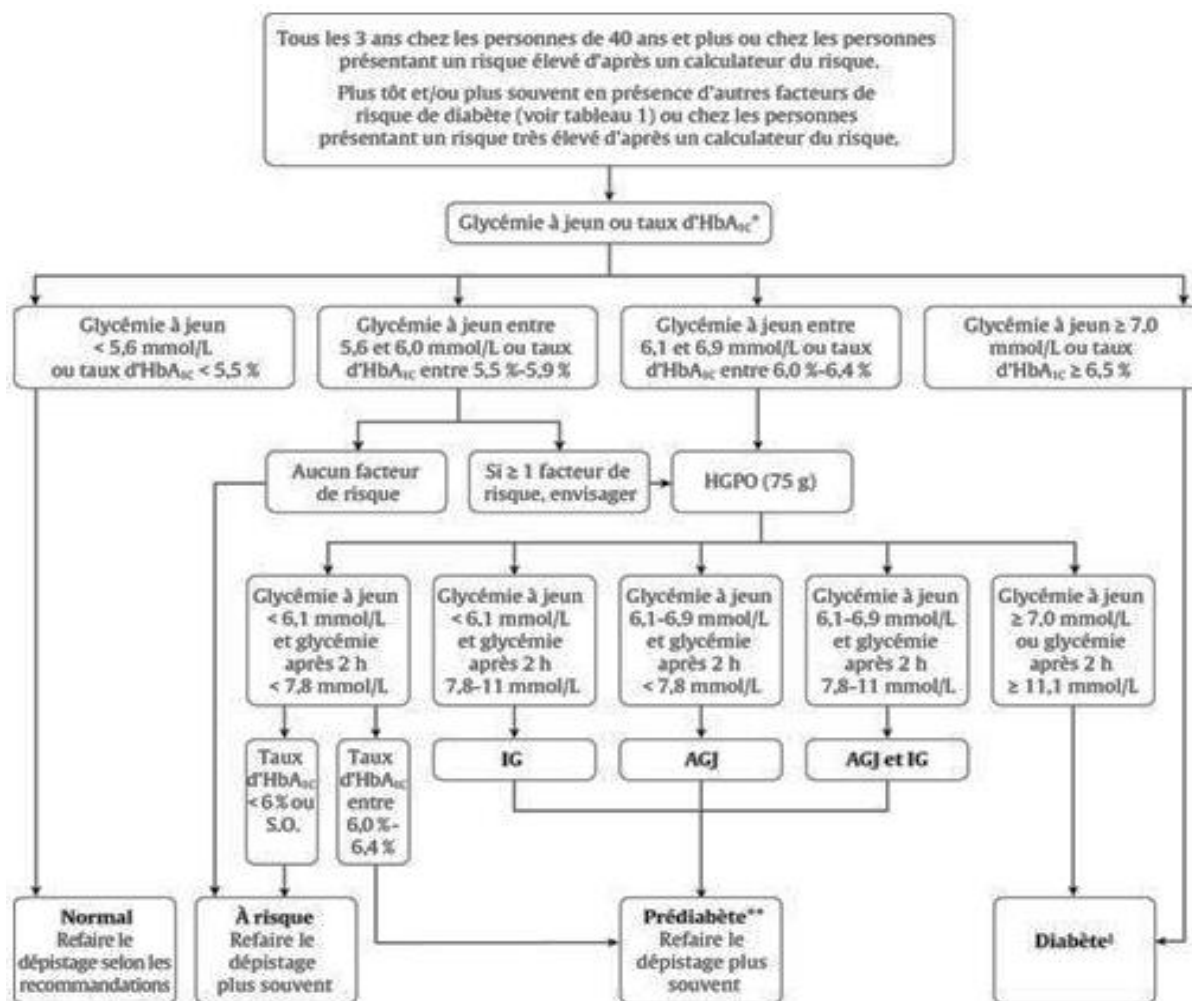 Tous les 3 ans chez les personnes de 40 ans et plus ou chez les personnes
présentant un risque élevé d'après un calculateur du risque.
Plus tôt et/ou plus souvent en présence d'autres facteurs de
risque de diabète (voir tableau 1) ou chez les personnes
présentant un risque très élevé d'après un calculateur du risque.
Glycémie à jeun ou taux d'HbA1C*
Glycémie à jeun
< 5,6 mmol/L
ou taux d'HbA1C < 5,5 %
Glycémie à jeun entre
5,6 et 6,0 mmol/L ou taux
d'HbA1C entre 5,5 %-5,9 %
Glycémie à jeun entre
6,1 et 6,9 mmol/L ou taux
d'HbA1C entre 6,0 %-6,4 %
Glycémie à jeun ≥ 7,0
mmol/L ou taux
d'HbA1C ≥ 6,5 %
Aucun facteur
de risque
Si ≥ 1 facteur de
risque, envisager
HGPO (75 g)
Glycémie à jeun
< 6,1 mmol/L
et glycémie
après 2 h
< 7,8 mmol/L
Glycémie à jeun
< 6,1 mmol/L
et glycémie
après 2 h
7,8-11 mmol/L
Glycémie à jeun
6,1-6,9 mmol/L
et glycémie
après 2 h
< 7,8 mmol/L
Glycémie à jeun
6,1-6,9 mmol/L
et glycémie
après 2 h
7,8–11 mmol/L
Glycémie à jeun
≥ 7,0 mmol/L
ou glycémie
après 2 h
≥ 11,1 mmol/L
Taux
d'HbA1C
< 6 % ou
S.O.
Taux
d'HbA1C
entre
6,0 %-
6,4 %
IG
AGJ
AGJ et IG
Normal
Refaire le
dépistage selon les
recommandations
À risque
Refaire le
dépistage
plus souvent
Prédiabète**
Refaire le
dépistage plus
souvent
Diabète‡